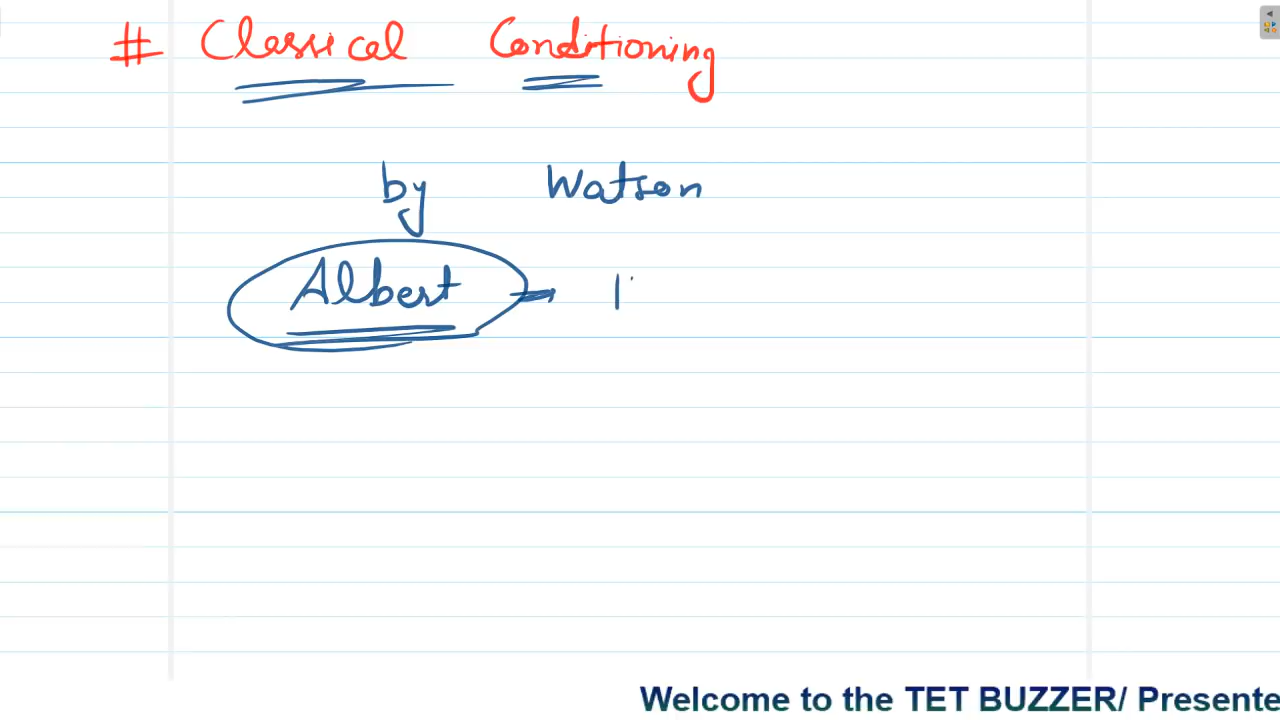 # Classical Conditioning
by Watson
Albert →
Welcome to the TET BUZZER/ Presente